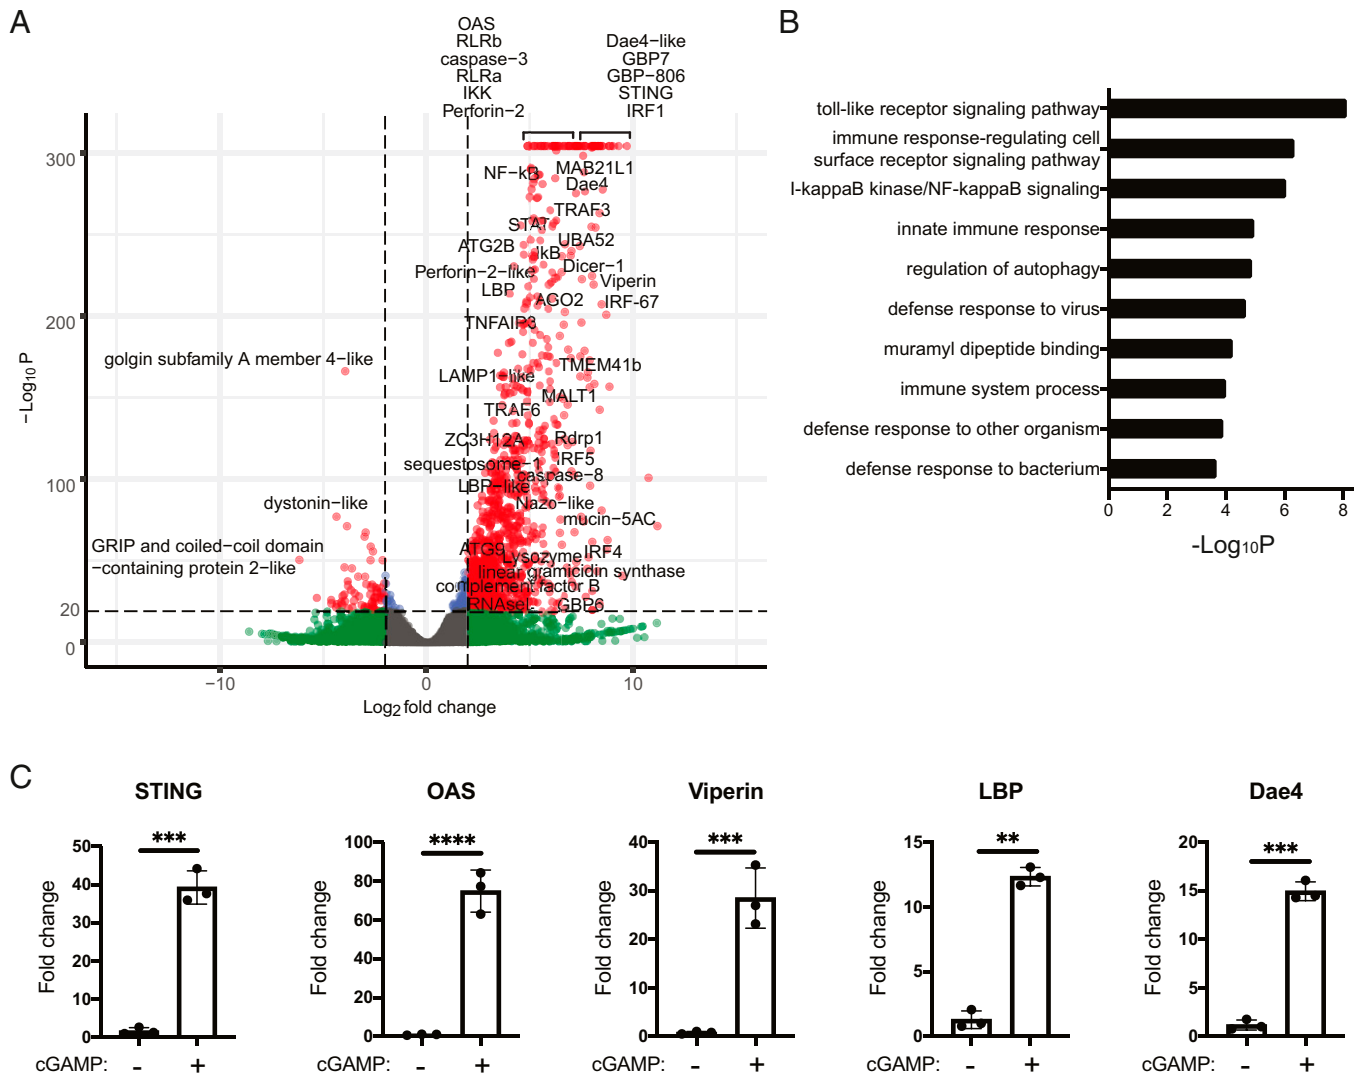 A
OAS
RLRb
caspase−3
RLRa
IKK
Perforin−2
Dae4−like
GBP7
GBP−806
STING
IRF1
300
200
100
20
0
−Log10 P
NF−kB
MAB21L1
Dae4
TRAF3
STAT
UBA52
ATG2B
IkB
Dicer−1
Perforin−2−like
Viperin
LBP
AGO2
IRF−67
TNFAIP3
golgin subfamily A member 4−like
TMEM41b
LAMP1−like
MALT1
TRAF6
ZC3H12A
Rdrp1
sequestosome−1
IRF5
caspase−8
LBP−like
dystonin−like
Nazo−like
mucin−5AC
GRIP and coiled−coil domain
−containing protein 2−like
ATG9
Lysozyme
IRF4
linear gramicidin synthase
complement factor B
RNAseL
GBP6
−10
0
10
Log2 fold change
B
toll-like receptor signaling pathway
immune response-regulating cell
surface receptor signaling pathway
I-kappaB kinase/NF-kappaB signaling
innate immune response
regulation of autophagy
defense response to virus
muramyl dipeptide binding
immune system process
defense response to other organism
defense response to bacterium
0 2 4 6 8
-Log10P
C
STING
***
Fold change
50
40
30
20
10
0
cGAMP: - +
OAS
****
Fold change
100
80
60
40
20
0
cGAMP: - +
Viperin
***
Fold change
40
30
20
10
0
cGAMP: - +
LBP
**
Fold change
15
10
5
0
cGAMP: - +
Dae4
***
Fold change
20
15
10
5
0
cGAMP: - +